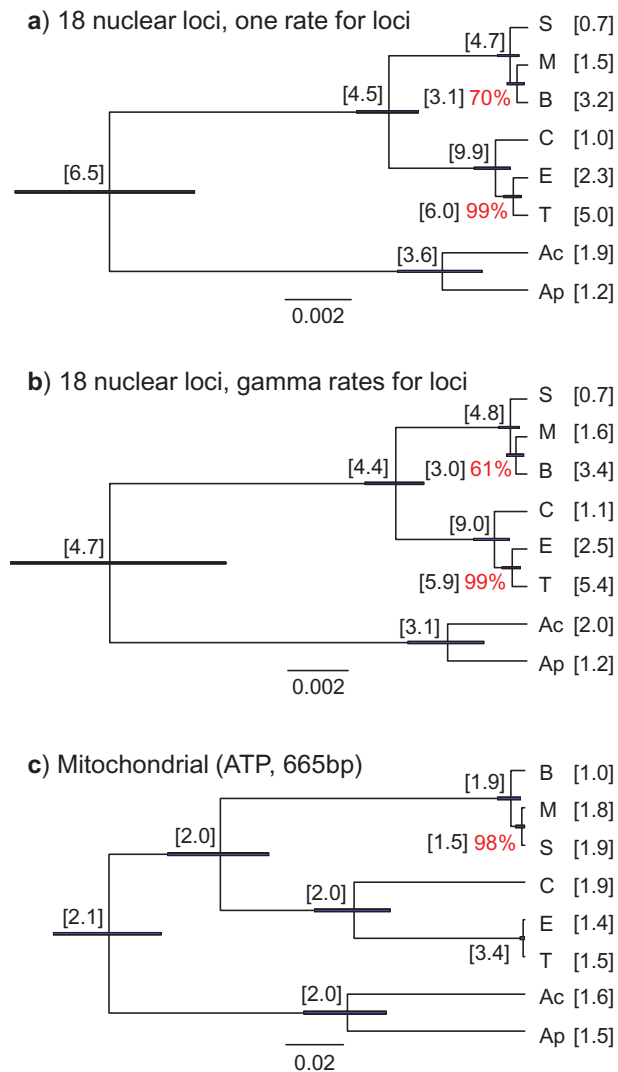 a) 18 nuclear loci, one rate for loci
[4.7] S [0.7]
M [1.5]
[4.5] [3.1] 70% B [3.2]
[9.9] C [1.0]
[6.5] E [2.3]
[6.0] 99% T [5.0]
[3.6] Ac [1.9]
Ap [1.2]
0.002
b) 18 nuclear loci, gamma rates for loci
[4.8] S [0.7]
M [1.6]
[4.4] [3.0] 61% B [3.4]
[9.0] C [1.1]
[4.7] E [2.5]
[5.9] 99% T [5.4]
[3.1] Ac [2.0]
Ap [1.2]
0.002
c) Mitochondrial (ATP, 665bp)
[1.9] B [1.0]
M [1.8]
[2.0] [1.5] 98% S [1.9]
[2.0] C [1.9]
[2.1] E [1.4]
[3.4] T [1.5]
[2.0] Ac [1.6]
Ap [1.5]
0.02